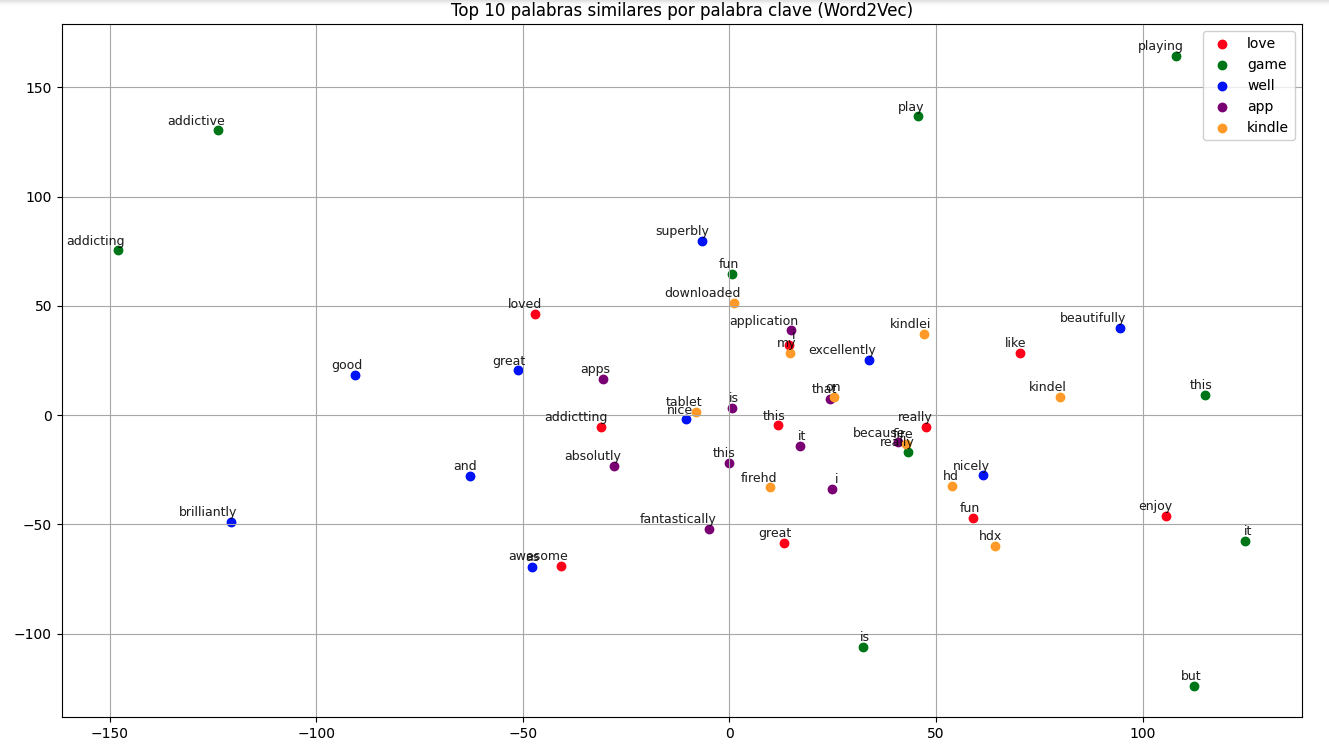 Top 10 palabras similares por palabra clave (Word2Vec)
love
game
well
app
kindle
playing
play
addictive
addicting
superbly
fun
downloaded
loved
application
kindlei
beautifully
my
excellently
like
good
great
apps
kindel
this
that
on
is
tablet
nice
addictting
this
really
it
because
fire
really
absolutly
this
and
nicely
firehd
i
hd
brilliantly
fantastically
fun
enjoy
great
hdx
it
awesome
as
is
but
150
100
50
0
−50
−100
−150
−100
−50
0
50
100